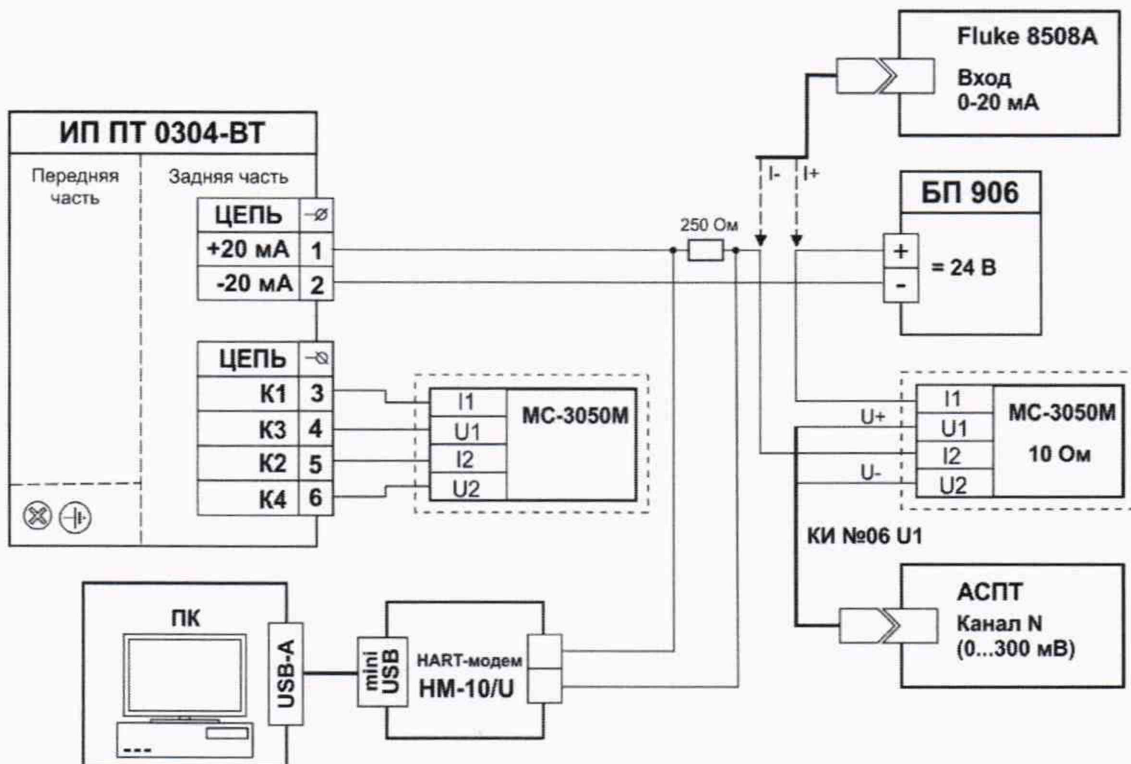 Fluke 8508A
Вход
0-20 мА
ИП ПТ 0304-ВТ
Передняя
часть
Задняя часть
ЦЕПЬ
+20 мА 1
-20 мА 2
I- I+
250 Ом
БП 906
+
= 24 В
-
ЦЕПЬ
К1 3
К3 4
К2 5
К4 6
I1
U1
I2
U2
МС-3050М
U+
U-
I1
U1
I2
U2
МС-3050М
10 Ом
КИ №06 U1
АСПТ
Канал N
(0...300 мВ)
ПК
USB-A
mini
USB
HART-модем
НМ-10/U